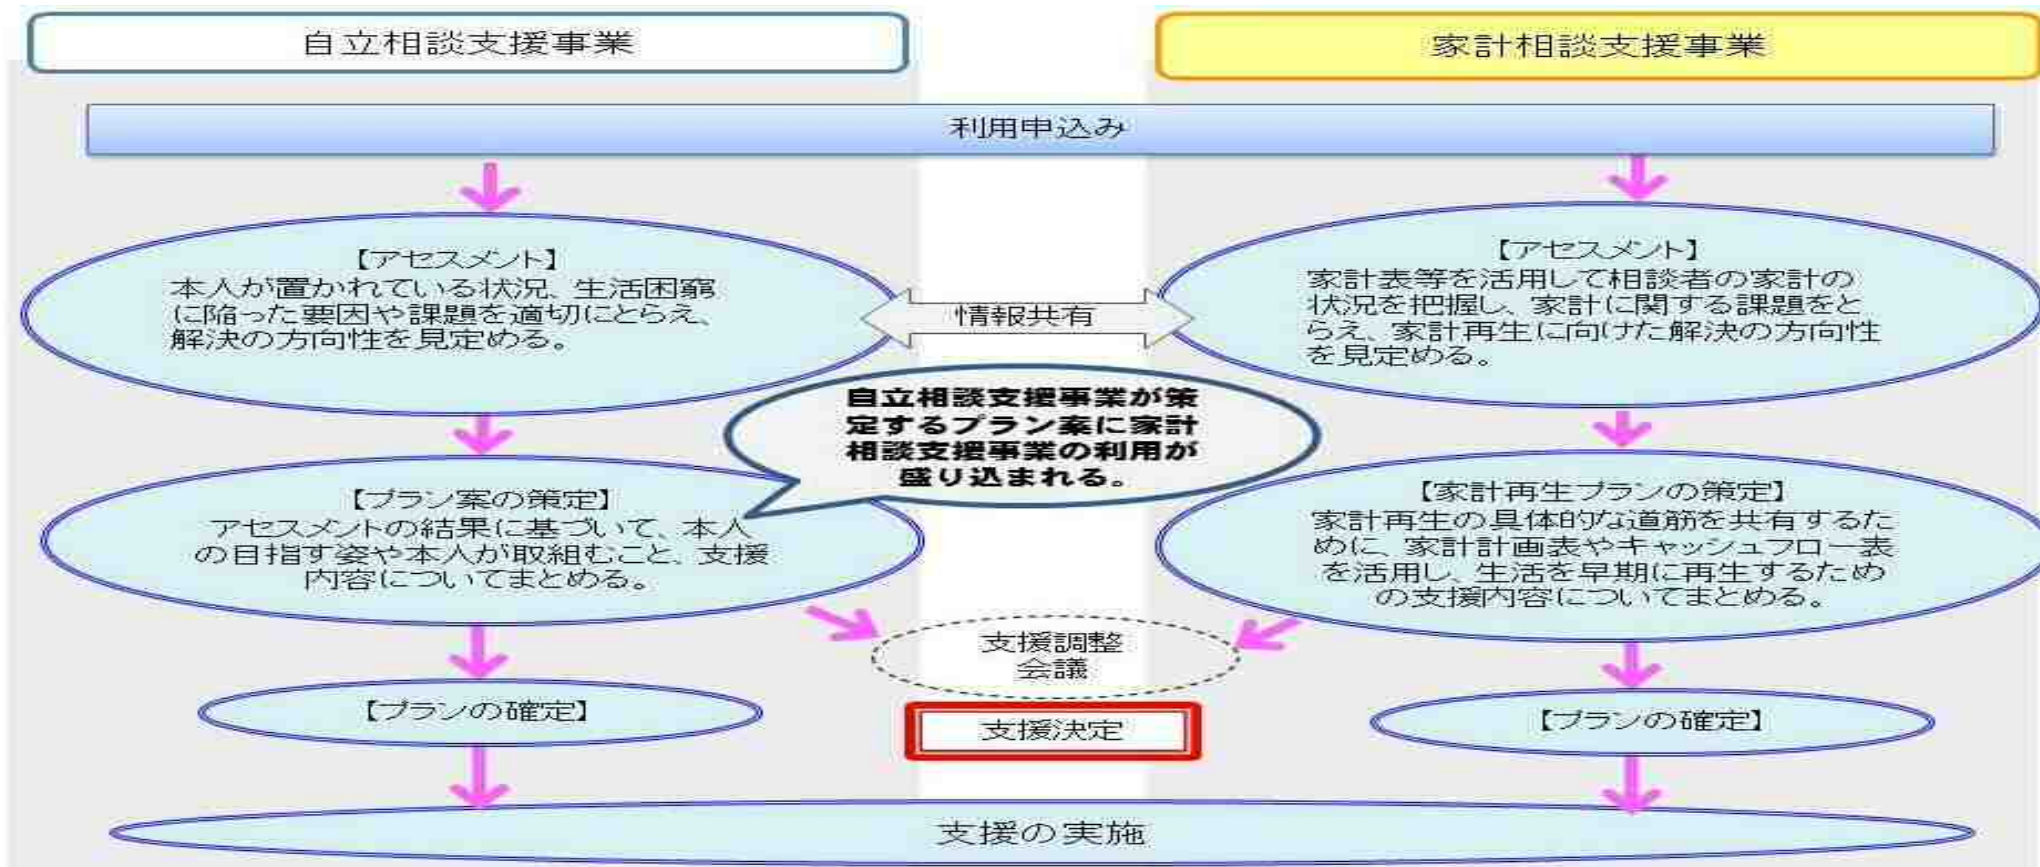 自立相談支援事業
家計相談支援事業
利用申込み
【アセスメント】
本人が置かれている状況、生活困窮
に陥った要因や課題を適切にとらえ、
解決の方向性を見定める。
情報共有
【アセスメント】
家計表等を活用して相談者の家計の
状況を把握し、家計に関する課題をと
らえ、家計再生に向けた解決の方向性
を見定める。
自立相談支援事業が策
定するプラン案に家計
相談支援事業の利用が
盛り込まれる。
【プラン案の策定】
アセスメントの結果に基づいて、本人
の目指す姿や本人が取組むこと、支援
内容についてまとめる。
【家計再生プランの策定】
家計再生の具体的な道筋を共有するた
めに、家計計画表やキャッシュフロー表
を活用し、生活を早期に再生するため
の支援内容についてまとめる。
支援調整
会議
【プランの確定】
支援決定
【プランの確定】
支援の実施